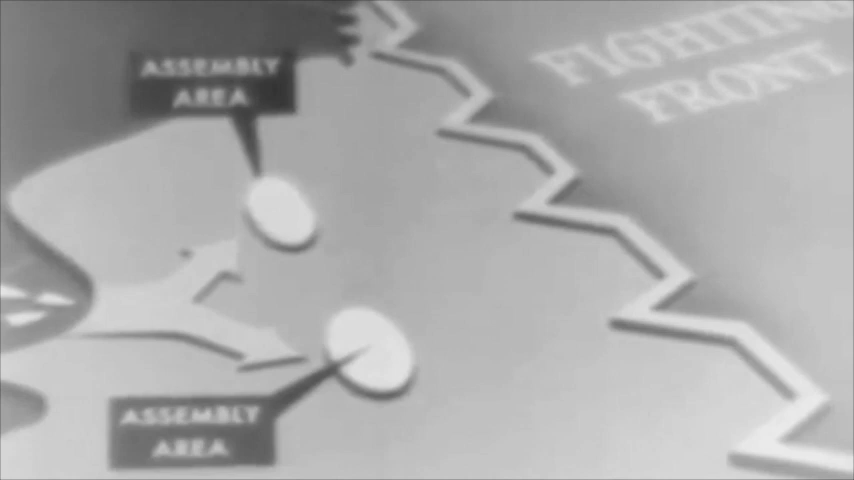 ASSEMBLY
AREA
FIGHTING
FRONT
ASSEMBLY
AREA